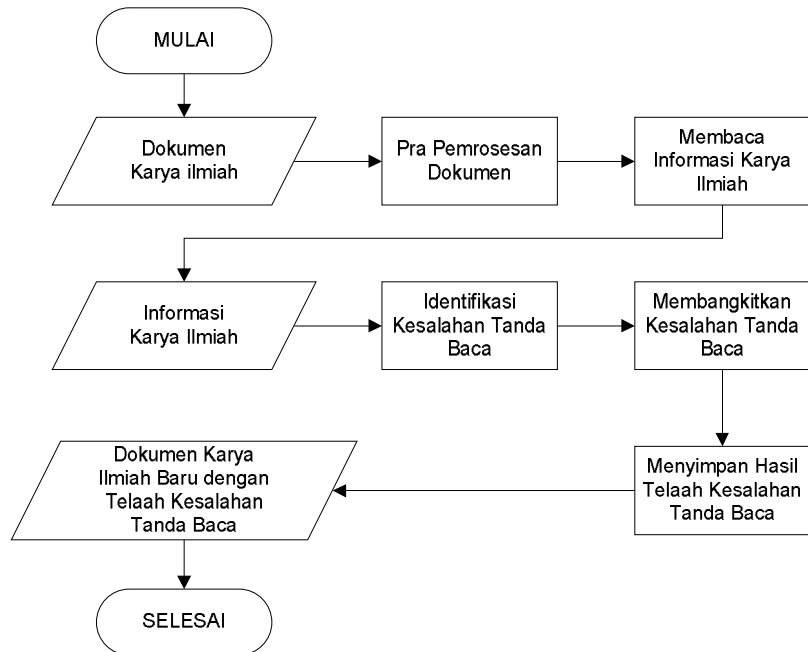 MULAI
Dokumen
Karya ilmiah
Pra Pemrosesan
Dokumen
Membaca
Informasi Karya
Ilmiah
Informasi
Karya Ilmiah
Identifikasi
Kesalahan Tanda
Baca
Membangkitkan
Kesalahan Tanda
Baca
Menyimpan Hasil
Telaah Kesalahan
Tanda Baca
Dokumen Karya
Ilmiah Baru dengan
Telaah Kesalahan
Tanda Baca
SELESAI